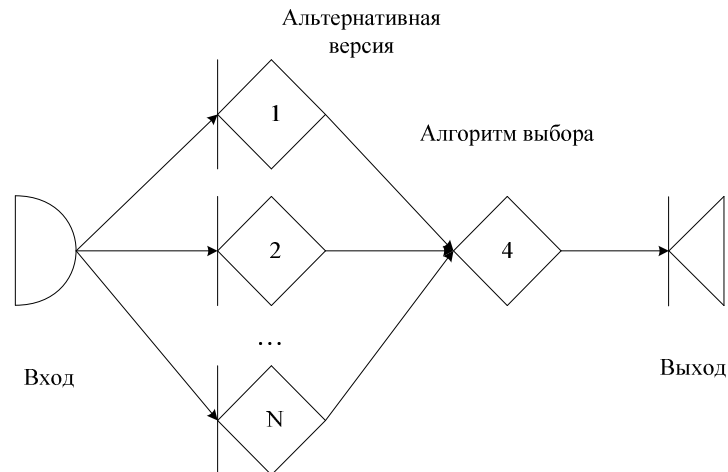 Альтернативная
версия
1
Алгоритм выбора
2
4
...
Вход
Выход
N